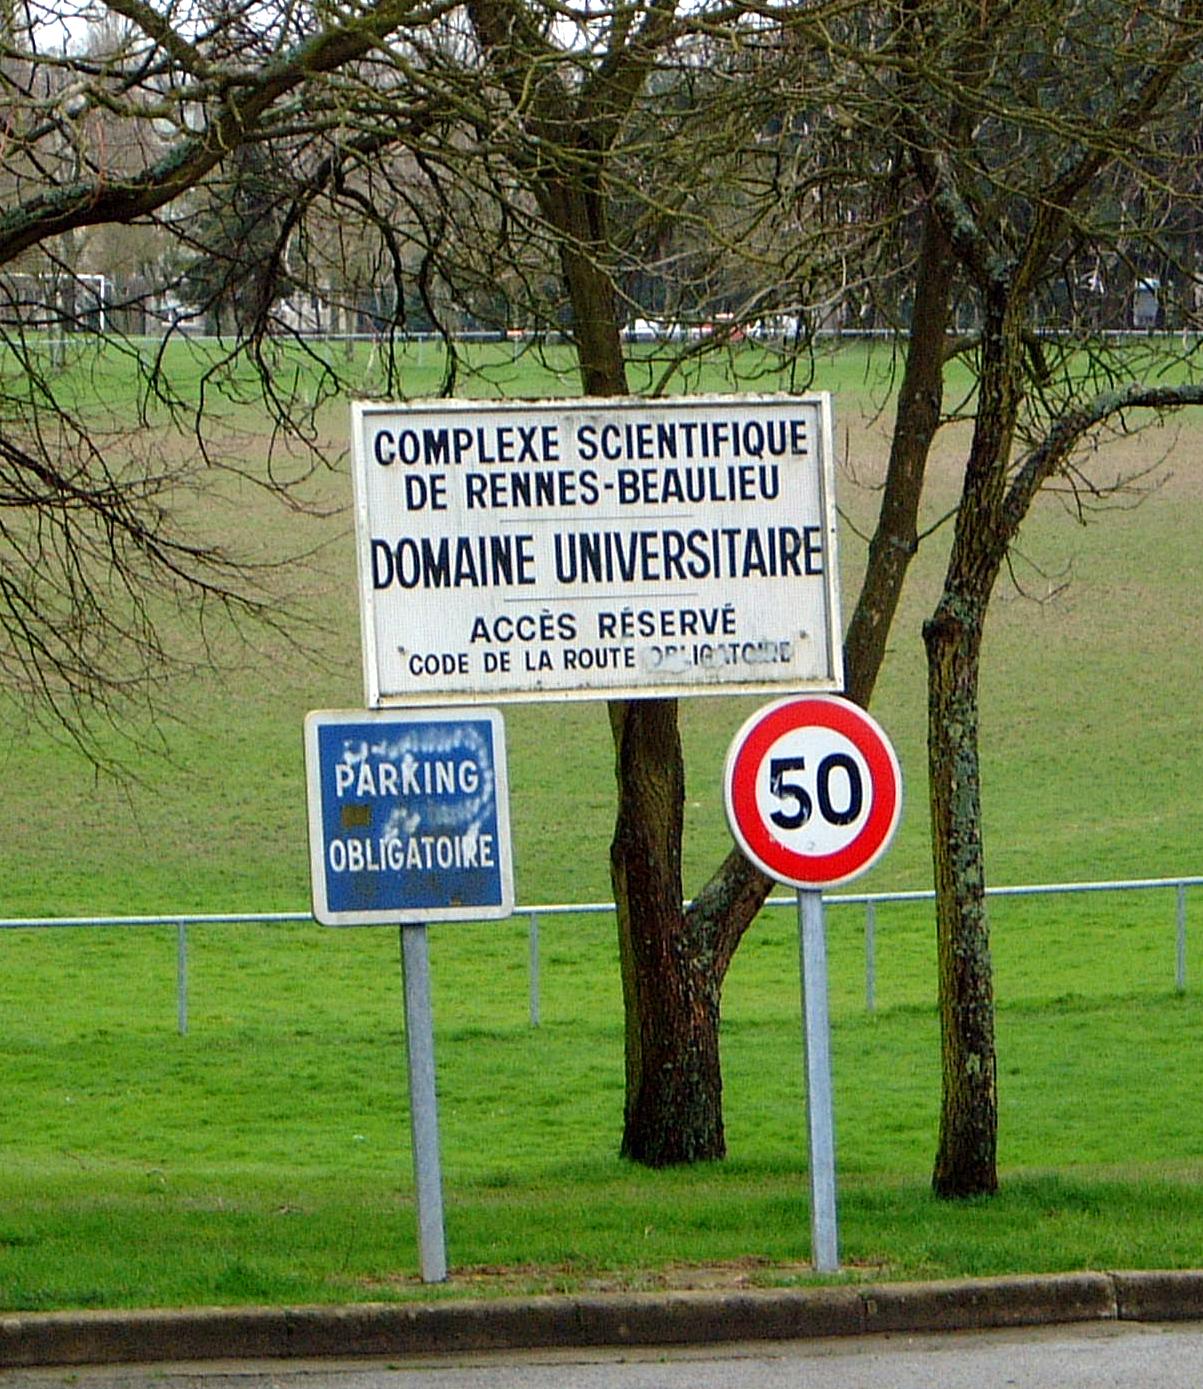 COMPLEXE SCIENTIFIQUE
DE RENNES-BEAULIEU
DOMAINE UNIVERSITAIRE
ACCÈS RÉSERVÉ
CODE DE LA ROUTE OBLIGATOIRE
PARKING
OBLIGATOIRE
50